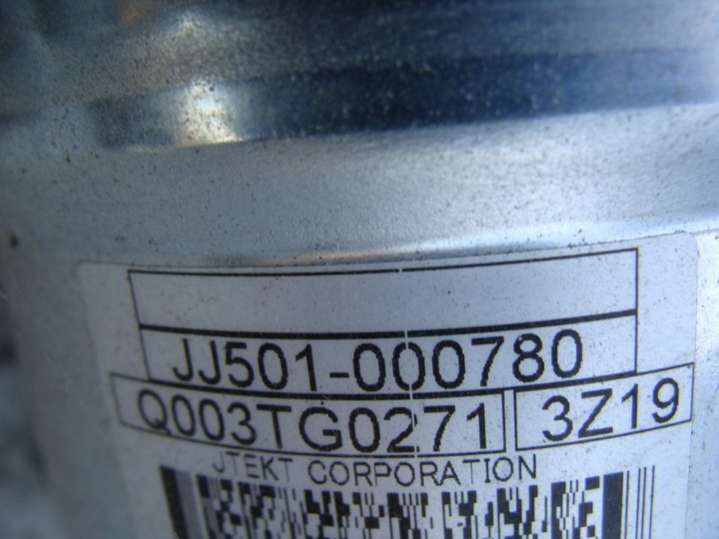 JJ501-000780
Q003TG0271 3Z19
JTEKT CORPORATION